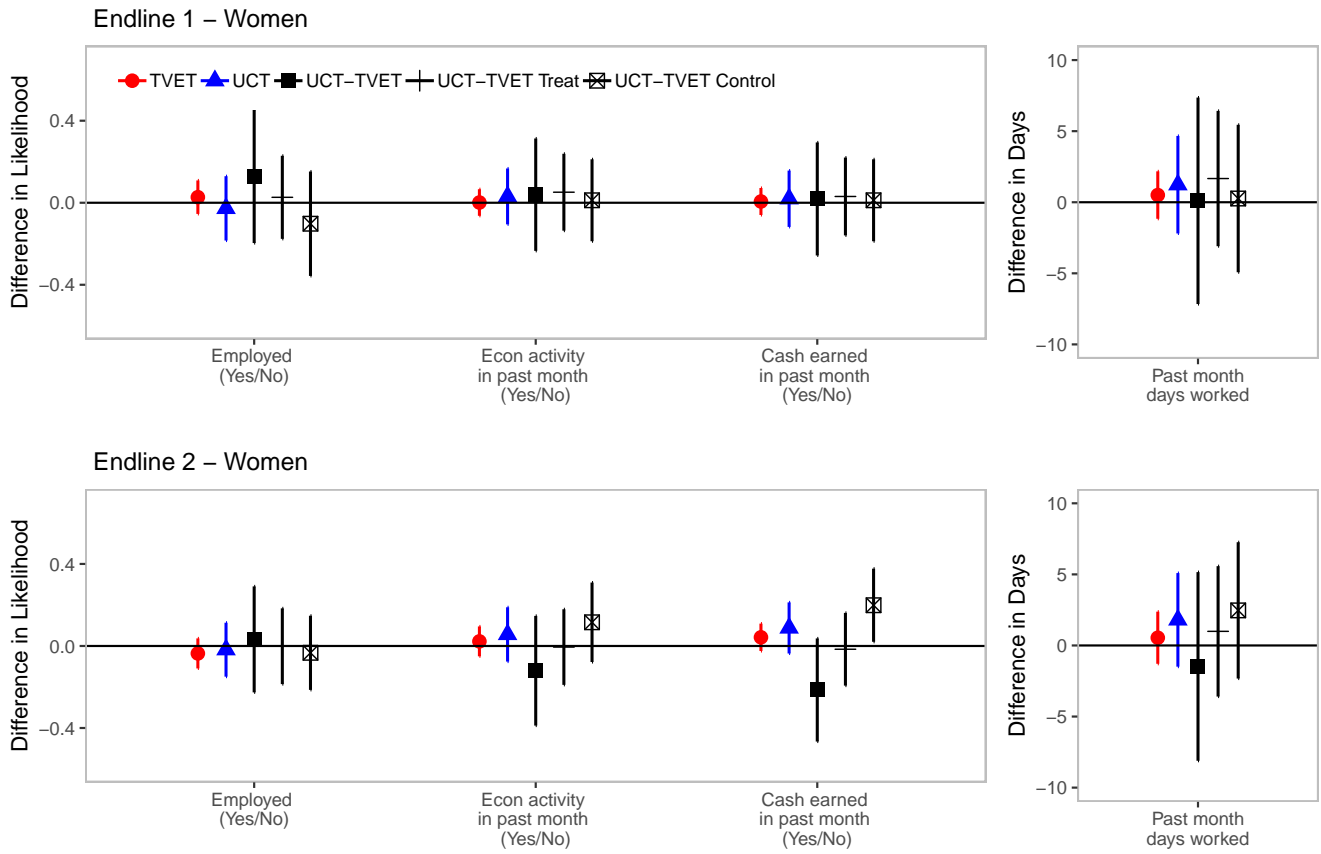 Endline 1 − Women
Difference in Likelihood
0.4
0.0
−0.4
TVET UCT UCT−TVET UCT−TVET Treat UCT−TVET Control
Employed
(Yes/No)
Econ activity
in past month
(Yes/No)
Cash earned
in past month
(Yes/No)
Difference in Days
10
5
0
−5
−10
Past month
days worked
Endline 2 − Women
Difference in Likelihood
0.4
0.0
−0.4
Employed
(Yes/No)
Econ activity
in past month
(Yes/No)
Cash earned
in past month
(Yes/No)
Difference in Days
10
5
0
−5
−10
Past month
days worked